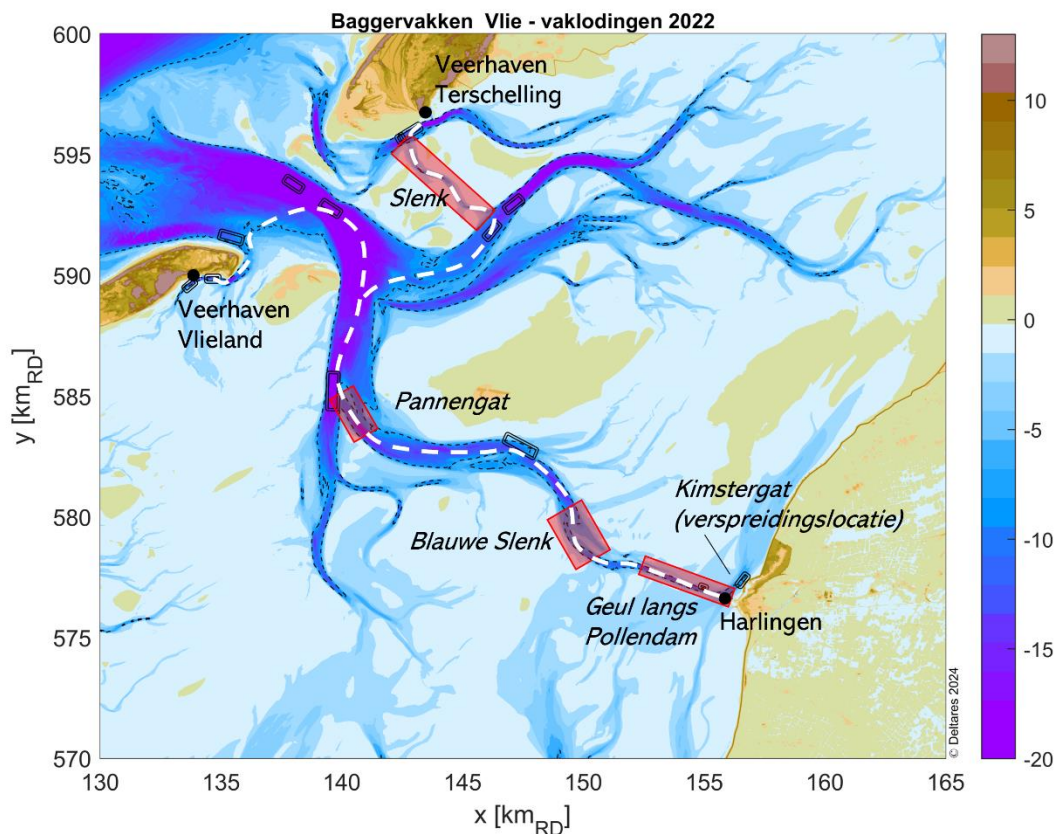 Baggervakken Vlie - vaklodingen 2022
600
595
590
585
580
575
570
y [km_RD]
130
135
140
145
150
155
160
165
x [km_RD]
Veerhaven
Terschelling
Slenk
Veerhaven
Vlieland
Pannengat
Kimstergat
(verspreidingslocatie)
Blauwe Slenk
Geul langs
Pollendam
Harlingen
© Deltares 2024
10
5
0
-5
-10
-15
-20